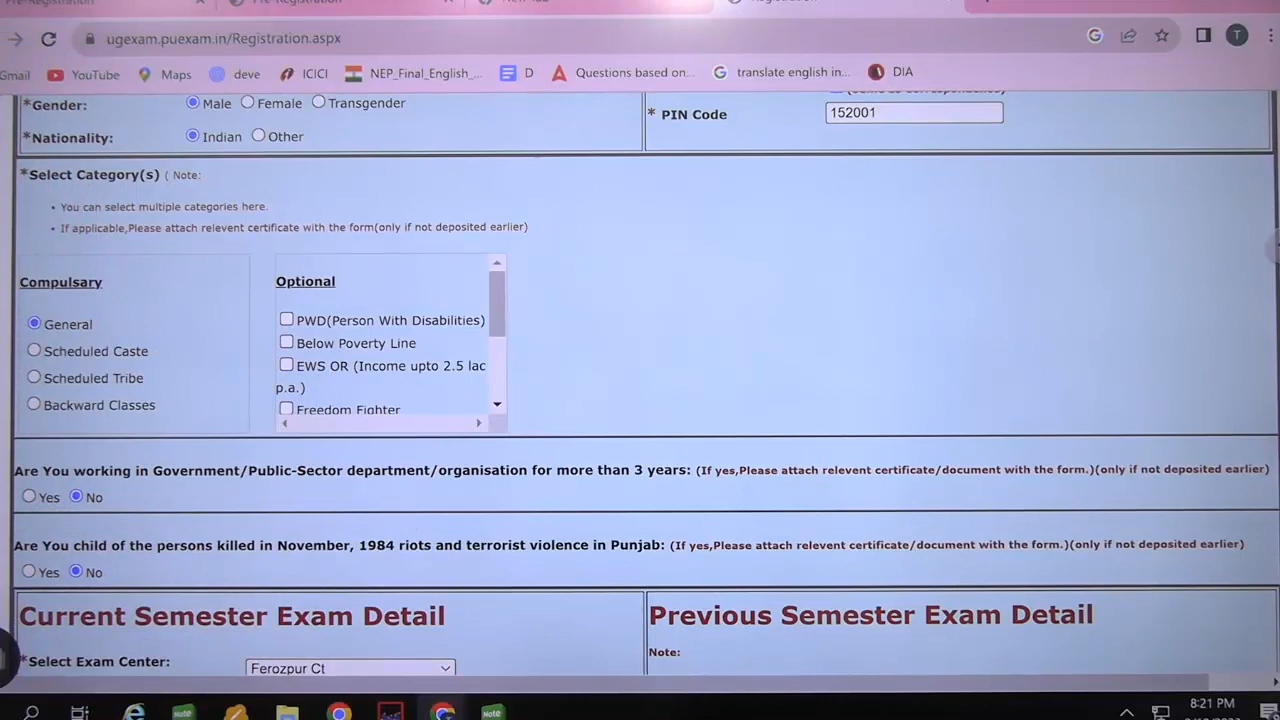 ugexam.puexam.in/Registration.aspx
T
Gmail
YouTube
Maps
deve
ICICI
NEP_Final_English_...
D
Questions based on...
translate english in...
DIA
*Gender:
Male
Female
Transgender
* PIN Code
152001
*Nationality:
Indian
Other
*Select Category(s) ( Note:
• You can select multiple categories here.
• If applicable,Please attach relevent certificate with the form(only if not deposited earlier)
Compulsary
General
Scheduled Caste
Scheduled Tribe
Backward Classes
Optional
PWD(Person With Disabilities)
Below Poverty Line
EWS OR (Income upto 2.5 lac
p.a.)
Freedom Fighter
Are You working in Government/Public-Sector department/organisation for more than 3 years: (If yes,Please attach relevent certificate/document with the form.)(only if not deposited earlier)
Yes
No
Are You child of the persons killed in November, 1984 riots and terrorist violence in Punjab: (If yes,Please attach relevent certificate/document with the form.)(only if not deposited earlier)
Yes
No
Current Semester Exam Detail
*Select Exam Center:
Ferozpur Ct
Previous Semester Exam Detail
Note:
Note
Note
8:21 PM